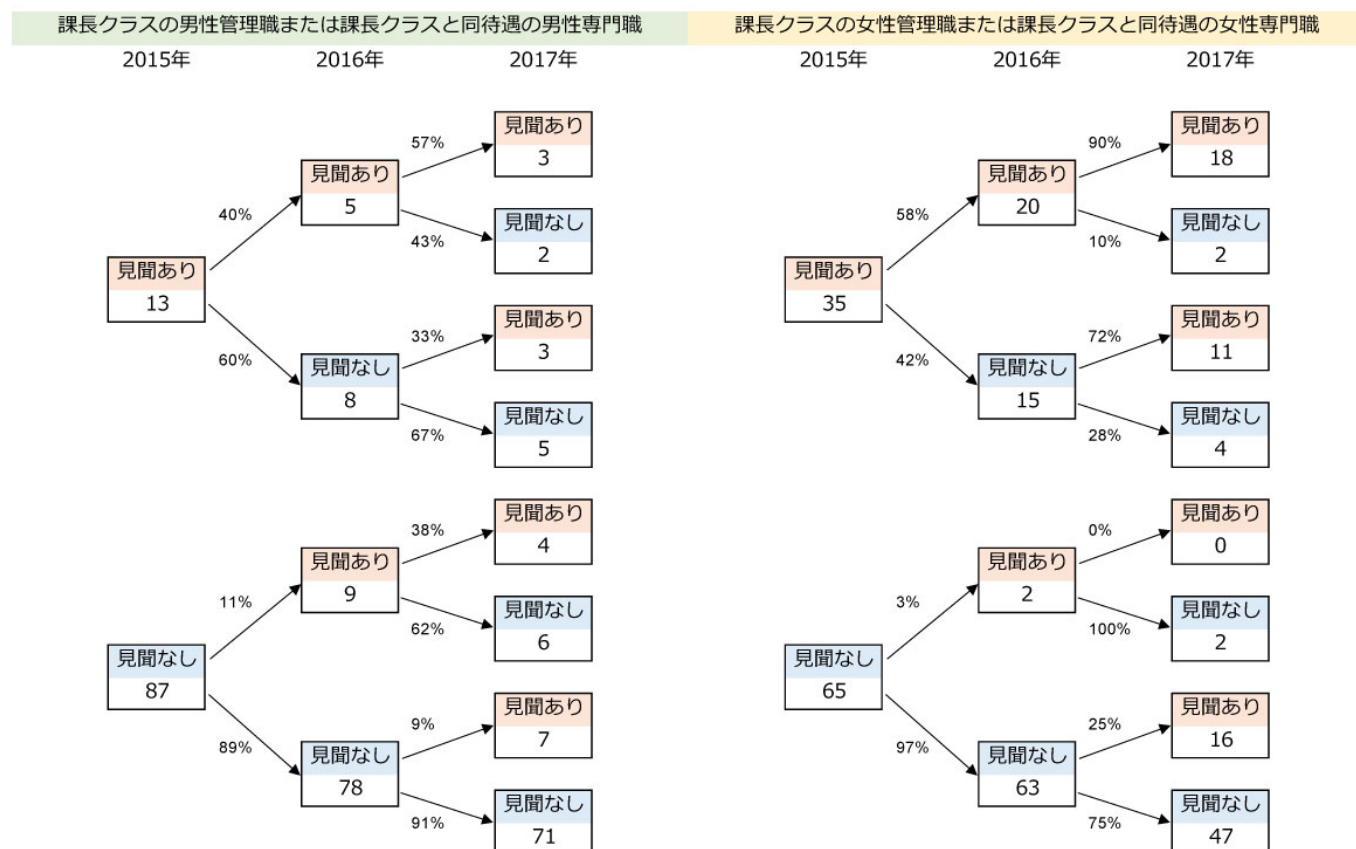 課長クラスの男性管理職または課長クラスと同待遇の男性専門職
2015年 2016年 2017年
見聞あり
13
40%
60%
見聞あり
5
57%
43%
見聞あり
3
見聞なし
2
見聞なし
8
33%
67%
見聞あり
3
見聞なし
5
見聞なし
87
11%
89%
見聞あり
9
38%
62%
見聞あり
4
見聞なし
6
見聞なし
78
9%
91%
見聞あり
7
見聞なし
71
課長クラスの女性管理職または課長クラスと同待遇の女性専門職
2015年 2016年 2017年
見聞あり
35
58%
42%
見聞あり
20
90%
10%
見聞あり
18
見聞なし
2
見聞なし
15
72%
28%
見聞あり
11
見聞なし
4
見聞なし
65
3%
97%
見聞あり
2
0%
100%
見聞あり
0
見聞なし
2
見聞なし
63
25%
75%
見聞あり
16
見聞なし
47